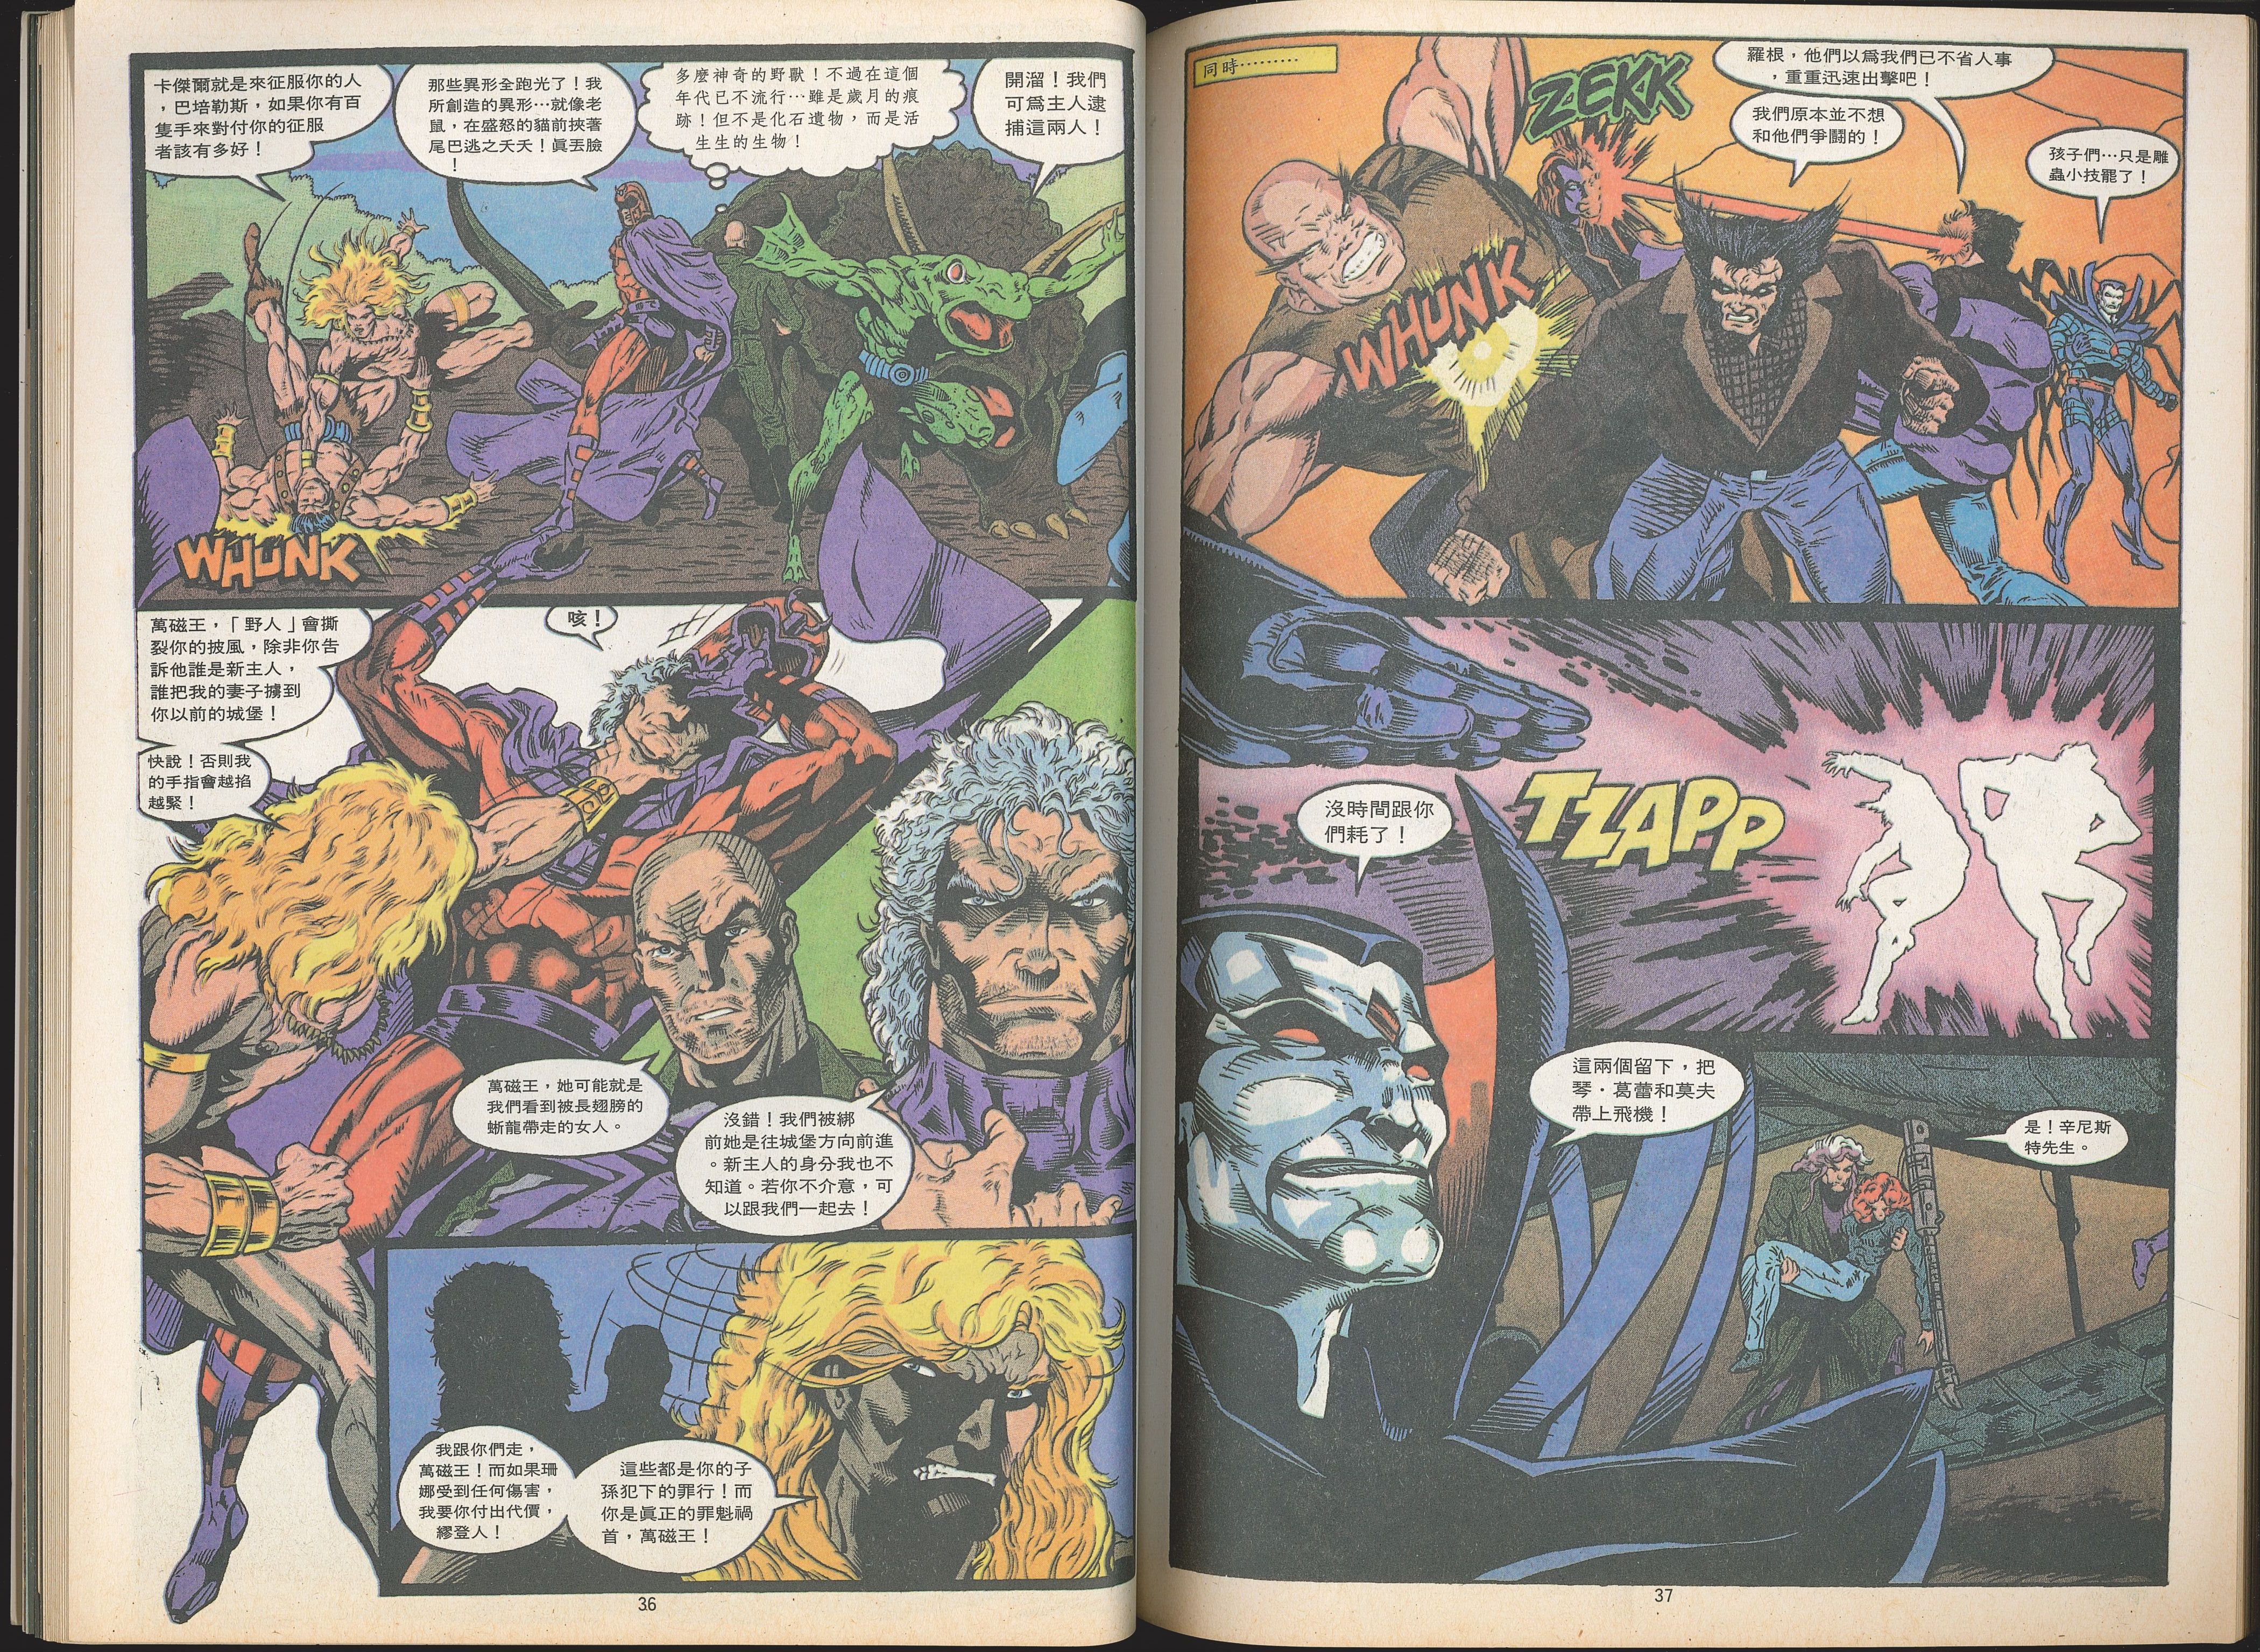 卡傑爾就是來征服你的人
，巴培勒斯，如果你有百
隻手來對付你的征服
者該有多好！
那些異形全跑光了！我
所創造的異形…就像老
鼠，在盛怒的貓前挾著
尾巴逃之夭夭！眞丟臉
！
多麼神奇的野獸！不過在這個
年代已不流行…雖是歲月的痕
跡！但不是化石遺物，而是活
生生的生物！
開溜！我們
可爲主人逮
捕這兩人！
WHUNK
萬磁王，「野人」會撕
裂你的披風，除非你告
訴他誰是新主人，
誰把我的妻子擄到
你以前的城堡！
快說！否則我
的手指會越掐
越緊！
咳！
萬磁王，她可能就是
我們看到被長翅膀的
蜥龍帶走的女人。
沒錯！我們被綁
前她是往城堡方向前進
。新主人的身分我也不
知道。若你不介意，可
以跟我們一起去！
我跟你們走，
萬磁王！而如果珊
娜受到任何傷害，
我要你付出代價，
繆登人！
這些都是你的子
孫犯下的罪行！而
你是眞正的罪魁禍
首，萬磁王！
36
同時………
ZEKK
羅根，他們以爲我們已不省人事
，重重迅速出擊吧！
我們原本並不想
和他們爭鬪的！
孩子們…只是雕
蟲小技罷了！
WHUNK
沒時間跟你
們耗了！
TZAPP
這兩個留下，把
琴·葛蕾和莫夫
帶上飛機！
是！辛尼斯
特先生。
37